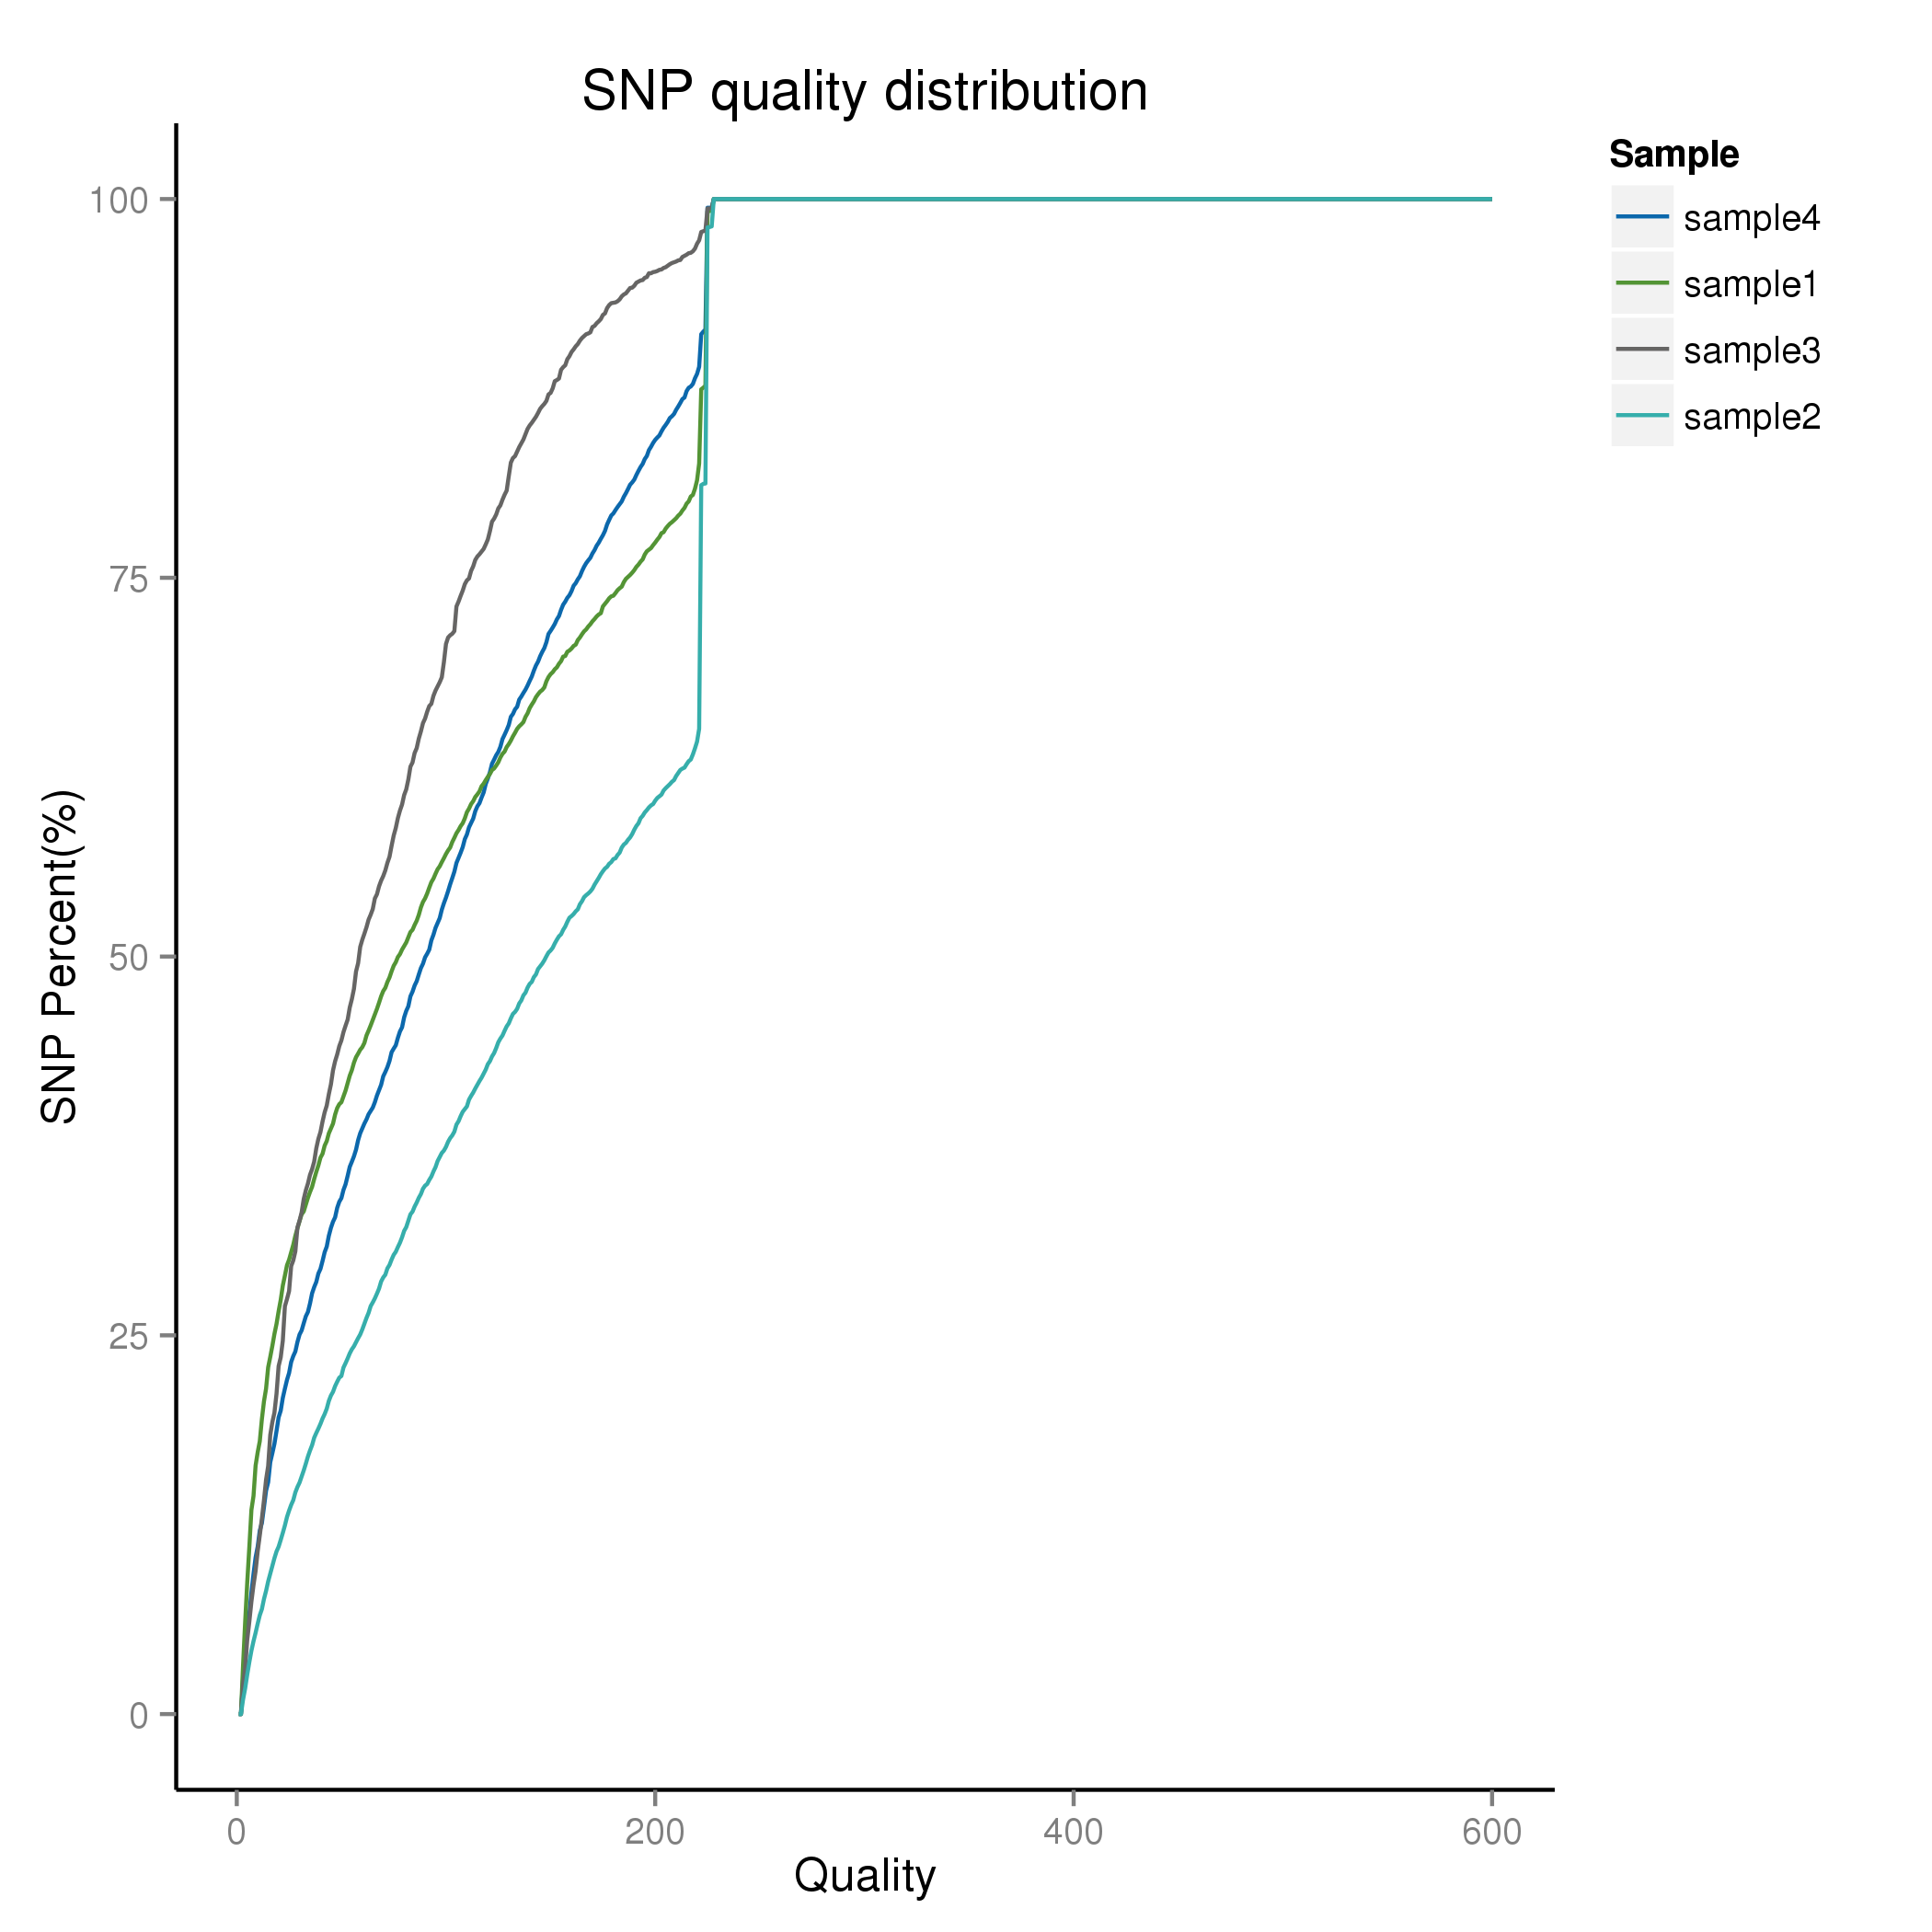 SNP quality distribution
Sample
sample4
sample1
sample3
sample2
SNP Percent(%)
100
75
50
25
0
0 200 400 600
Quality